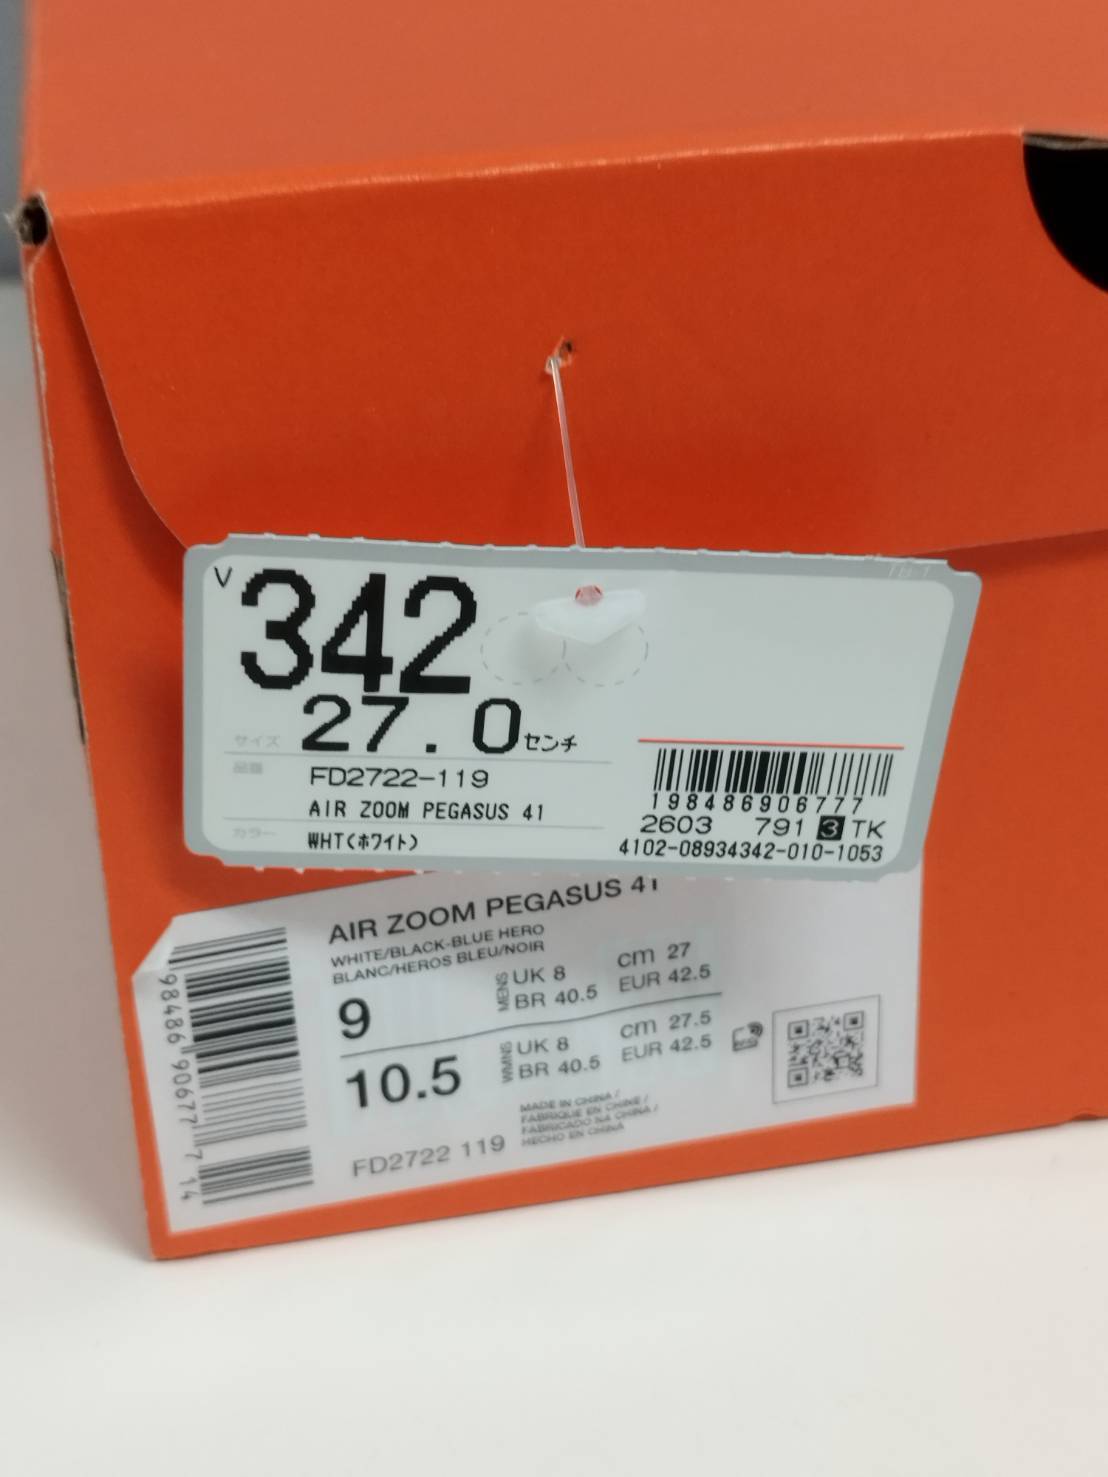 V 342
サイズ 27.0センチ
品番 FD2722-119
AIR ZOOM PEGASUS 41
カラー WHT(ホワイト)
198486906777
2603 791 3 TK
4102-08934342-010-1053
AIR ZOOM PEGASUS 41
WHITE/BLACK-BLUE HERO
BLANC/HEROS BLEU/NOIR
9
MENS UK 8 cm 27
BR 40.5 EUR 42.5
10.5
WMNS UK 8 cm 27.5
BR 40.5 EUR 42.5
MADE IN CHINA /
FABRIQUE EN CHINE /
FABRICADO NA CHINA /
HECHO EN CHINA
FD2722 119
198486 90677 7 14